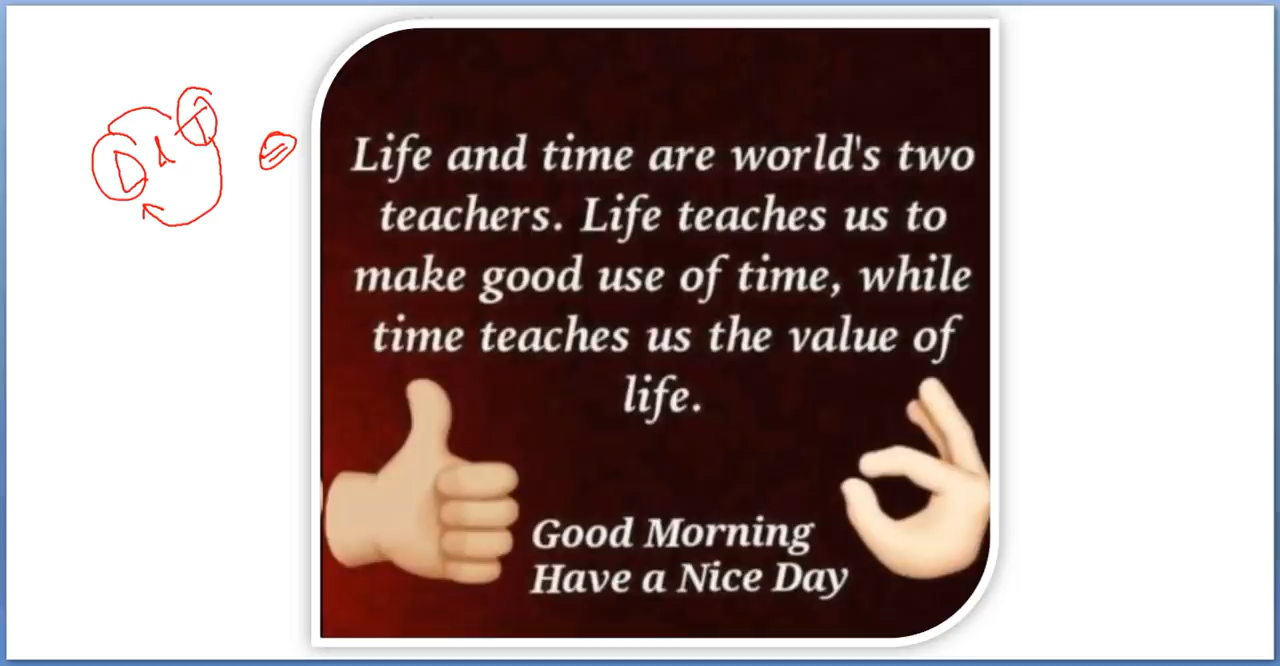 Life and time are world's two
teachers. Life teaches us to
make good use of time, while
time teaches us the value of
life.
Good Morning
Have a Nice Day